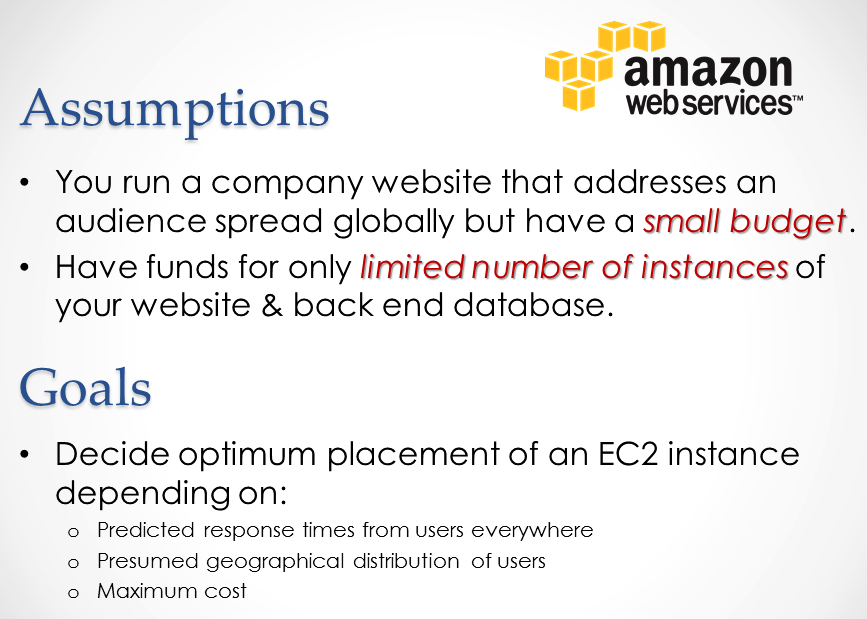 amazon
web services™
Assumptions
• You run a company website that addresses an
audience spread globally but have a small budget.
• Have funds for only limited number of instances of
your website & back end database.
Goals
• Decide optimum placement of an EC2 instance
depending on:
o Predicted response times from users everywhere
o Presumed geographical distribution of users
o Maximum cost